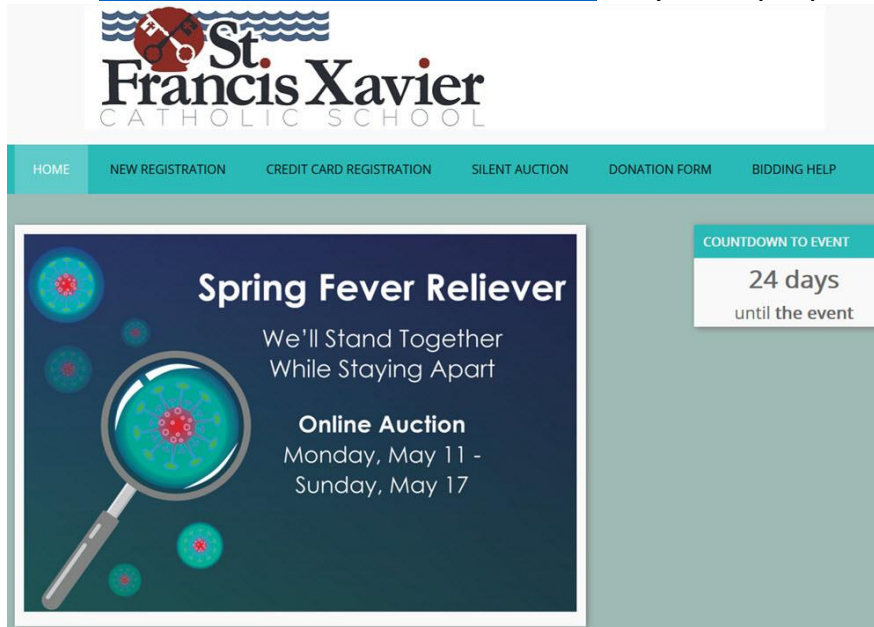 St.
Francis Xavier
CATHOLIC SCHOOL
HOME NEW REGISTRATION CREDIT CARD REGISTRATION SILENT AUCTION DONATION FORM BIDDING HELP
COUNTDOWN TO EVENT
24 days
until the event
Spring Fever Reliever
We'll Stand Together
While Staying Apart
Online Auction
Monday, May 11 -
Sunday, May 17